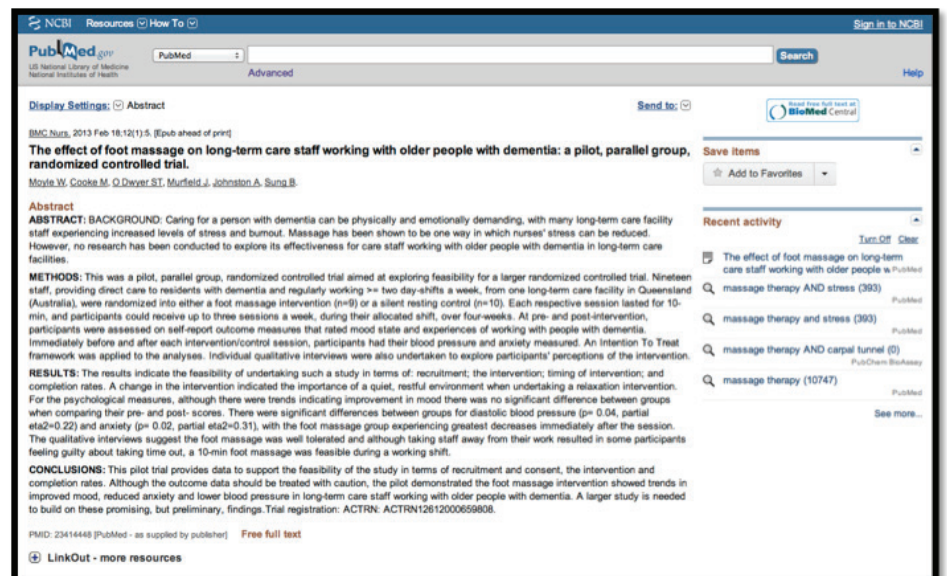 NCBI Resources How To Sign in to NCBI
PubMed.gov
US National Library of Medicine
National Institutes of Health
PubMed
Search
Advanced
Help
Display Settings: Abstract
Send to:
Read free full text at
BioMed Central
BMC Nurs. 2013 Feb 18;12(1):5. [Epub ahead of print]
The effect of foot massage on long-term care staff working with older people with dementia: a pilot, parallel group,
randomized controlled trial.
Moyle W, Cooke M, O Dwyer ST, Murfield J, Johnston A, Sung B.
Abstract
ABSTRACT: BACKGROUND: Caring for a person with dementia can be physically and emotionally demanding, with many long-term care facility
staff experiencing increased levels of stress and burnout. Massage has been shown to be one way in which nurses' stress can be reduced.
However, no research has been conducted to explore its effectiveness for care staff working with older people with dementia in long-term care
facilities.
METHODS: This was a pilot, parallel group, randomized controlled trial aimed at exploring feasibility for a larger randomized controlled trial. Nineteen
staff, providing direct care to residents with dementia and regularly working >= two day-shifts a week, from one long-term care facility in Queensland
(Australia), were randomized into either a foot massage intervention (n=9) or a silent resting control (n=10). Each respective session lasted for 10-
min, and participants could receive up to three sessions a week, during their allocated shift, over four-weeks. At pre- and post-intervention,
participants were assessed on self-report outcome measures that rated mood state and experiences of working with people with dementia.
Immediately before and after each intervention/control session, participants had their blood pressure and anxiety measured. An Intention To Treat
framework was applied to the analyses. Individual qualitative interviews were also undertaken to explore participants' perceptions of the intervention.
RESULTS: The results indicate the feasibility of undertaking such a study in terms of: recruitment; the intervention; timing of intervention; and
completion rates. A change in the intervention indicated the importance of a quiet, restful environment when undertaking a relaxation intervention.
For the psychological measures, although there were trends indicating improvement in mood there was no significant difference between groups
when comparing their pre- and post- scores. There were significant differences between groups for diastolic blood pressure (p= 0.04, partial
eta2=0.22) and anxiety (p= 0.02, partial eta2=0.31), with the foot massage group experiencing greatest decreases immediately after the session.
The qualitative interviews suggest the foot massage was well tolerated and although taking staff away from their work resulted in some participants
feeling guilty about taking time out, a 10-min foot massage was feasible during a working shift.
CONCLUSIONS: This pilot trial provides data to support the feasibility of the study in terms of recruitment and consent, the intervention and
completion rates. Although the outcome data should be treated with caution, the pilot demonstrated the foot massage intervention showed trends in
improved mood, reduced anxiety and lower blood pressure in long-term care staff working with older people with dementia. A larger study is needed
to build on these promising, but preliminary, findings.Trial registration: ACTRN: ACTRN12612000659808.
PMID: 23414448 [PubMed - as supplied by publisher] Free full text
LinkOut - more resources
Save items
Add to Favorites
Recent activity
Turn Off Clear
The effect of foot massage on long-term
care staff working with older people w PubMed
massage therapy AND stress (393)
PubMed
massage therapy and stress (393)
PubMed
massage therapy AND carpal tunnel (0)
PubChem BioAssay
massage therapy (10747)
PubMed
See more...